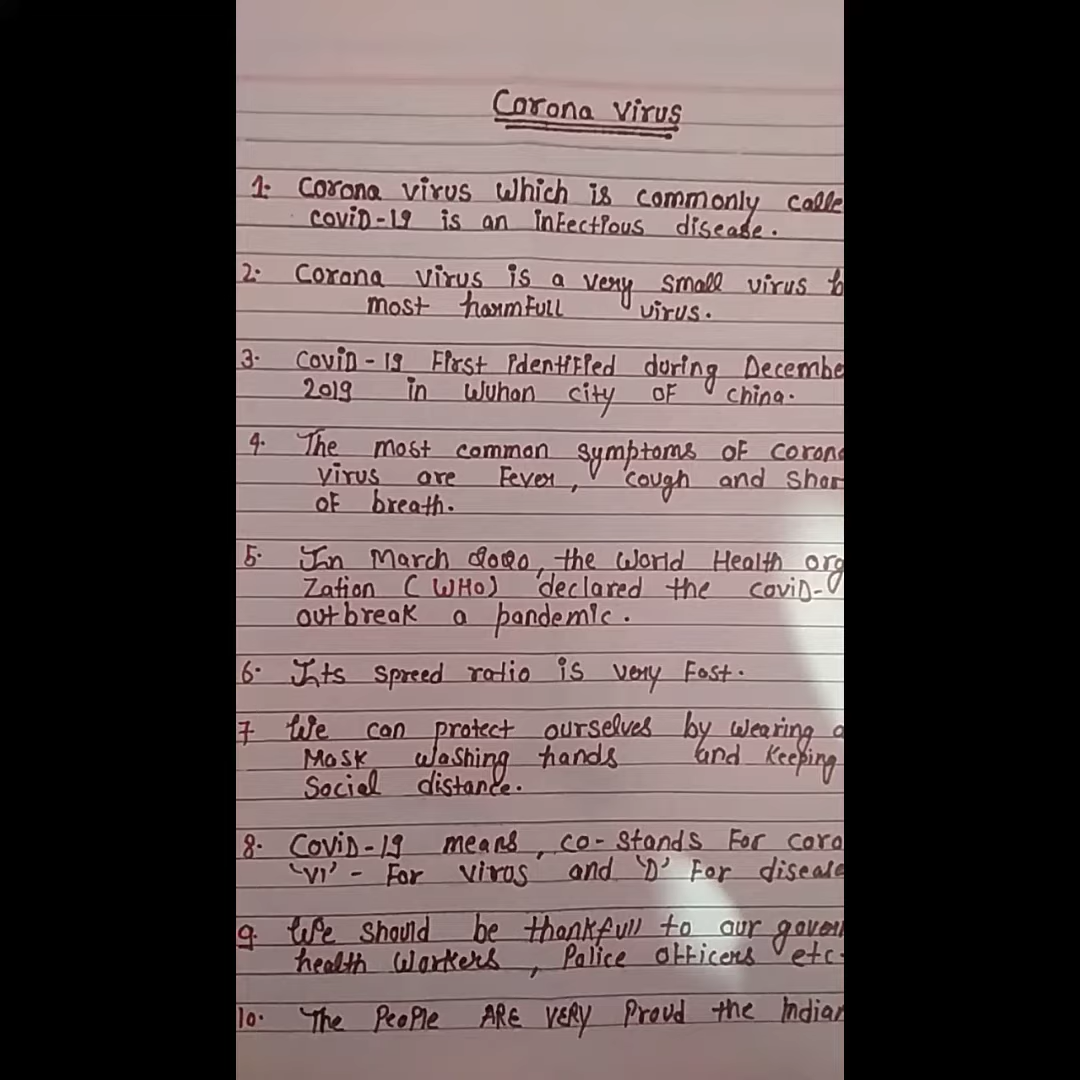 Corona Virus
1. Corona virus which is commonly calle
coviD-19 is an infectious disease.
2. Corona virus is a very small virus b
most harmfull virus.
3. CoviD-19 First identified during Decembe
2019 in Wuhan city of china.
4. The most common symptoms of corona
virus are Fever, cough and Shor
of breath.
5. In March 2020, the World Health org
Zation (WHO) declared the coviD-
outbreak a pandemic.
6. Its spreed ratio is very Fast.
7 We can protect ourselves by wearing a
Mask washing hands and Keeping
Social distance.
8. CoviD-19 means, co-stands For coro
'VI' - For virus and 'D' For disease
9. We should be thankfull to our gover
health workers, Police officers etc.
10. The PeoPle ARE VERY Proud the Indian